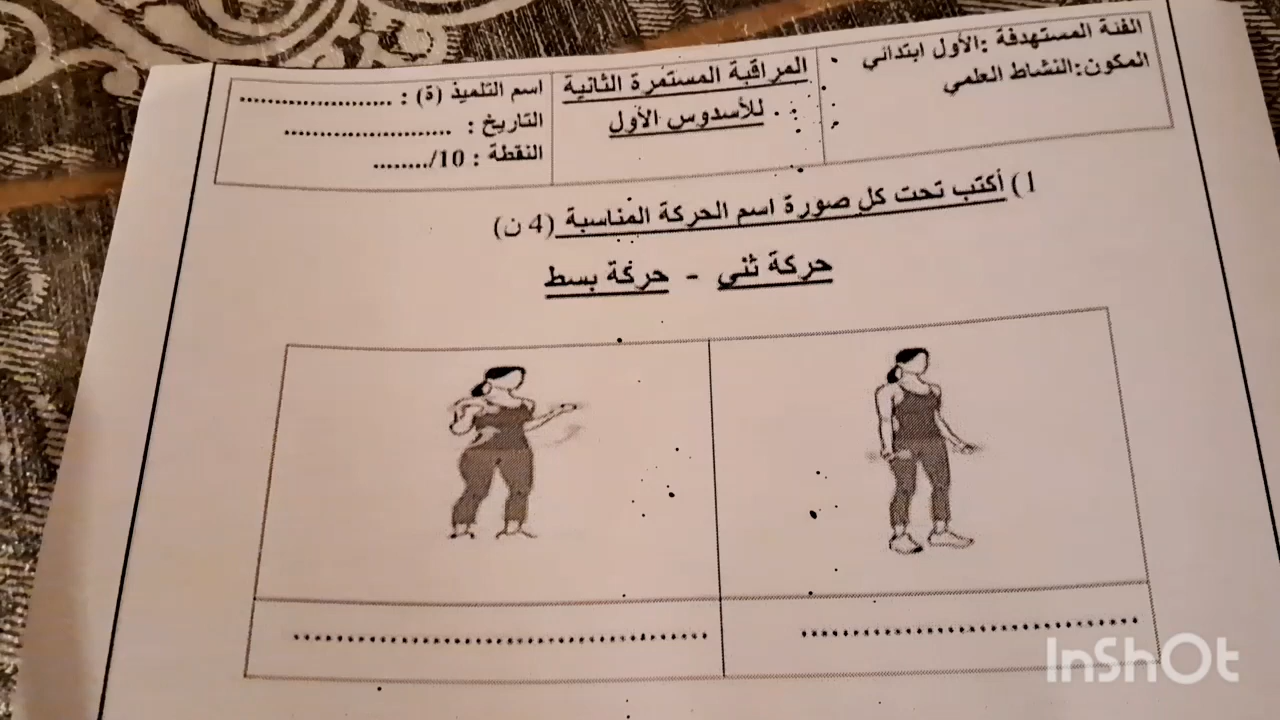 الفئة المستهدفة :الأول ابتدائي
المكون:النشاط العلمي
المراقبة المستمرة الثانية
للأسدوس الأول
اسم التلميذ (ة) : ......................
التاريخ : ........................
النقطة : 10/........
1) أكتب تحت كل صورة اسم الحركة المناسبة (4 ن)
حركة ثني - حركة بسط
InShOt